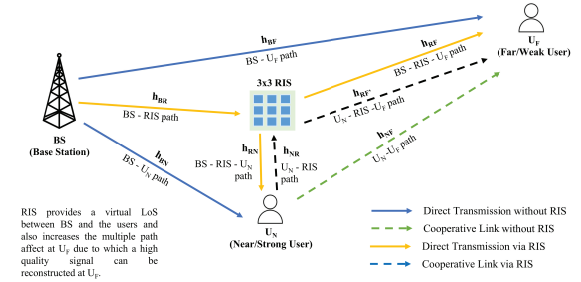 h_BF
BS - U_F path
U_F
(Far/Weak User)
h_RF
BS - RIS - U_F
path
3x3 RIS
h_BR
BS - RIS
path
h_RF'
U_N - RIS -U_F path
BS
(Base Station)
h_NF
U_N-U_F path
h_BN
BS - U_N path
h_RN
BS - RIS - U_N
path
h_NR
U_N - RIS
path
U_N
(Near/Strong User)
RIS provides a virtual LoS
between BS and the users and
also increases the multiple path
affect at U_F due to which a high
quality signal can be
reconstructed at U_F.
Direct Transmission without RIS
Cooperative Link without RIS
Direct Transmission via RIS
Cooperative Link via RIS